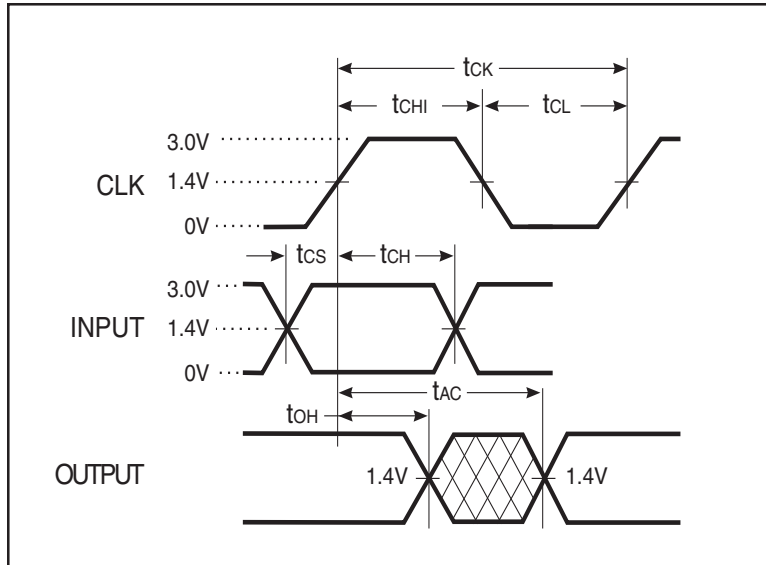 tCK
tCHI tCL
3.0V
CLK 1.4V
0V
tCS tCH
3.0V
INPUT 1.4V
0V
tAC
tOH
OUTPUT 1.4V 1.4V